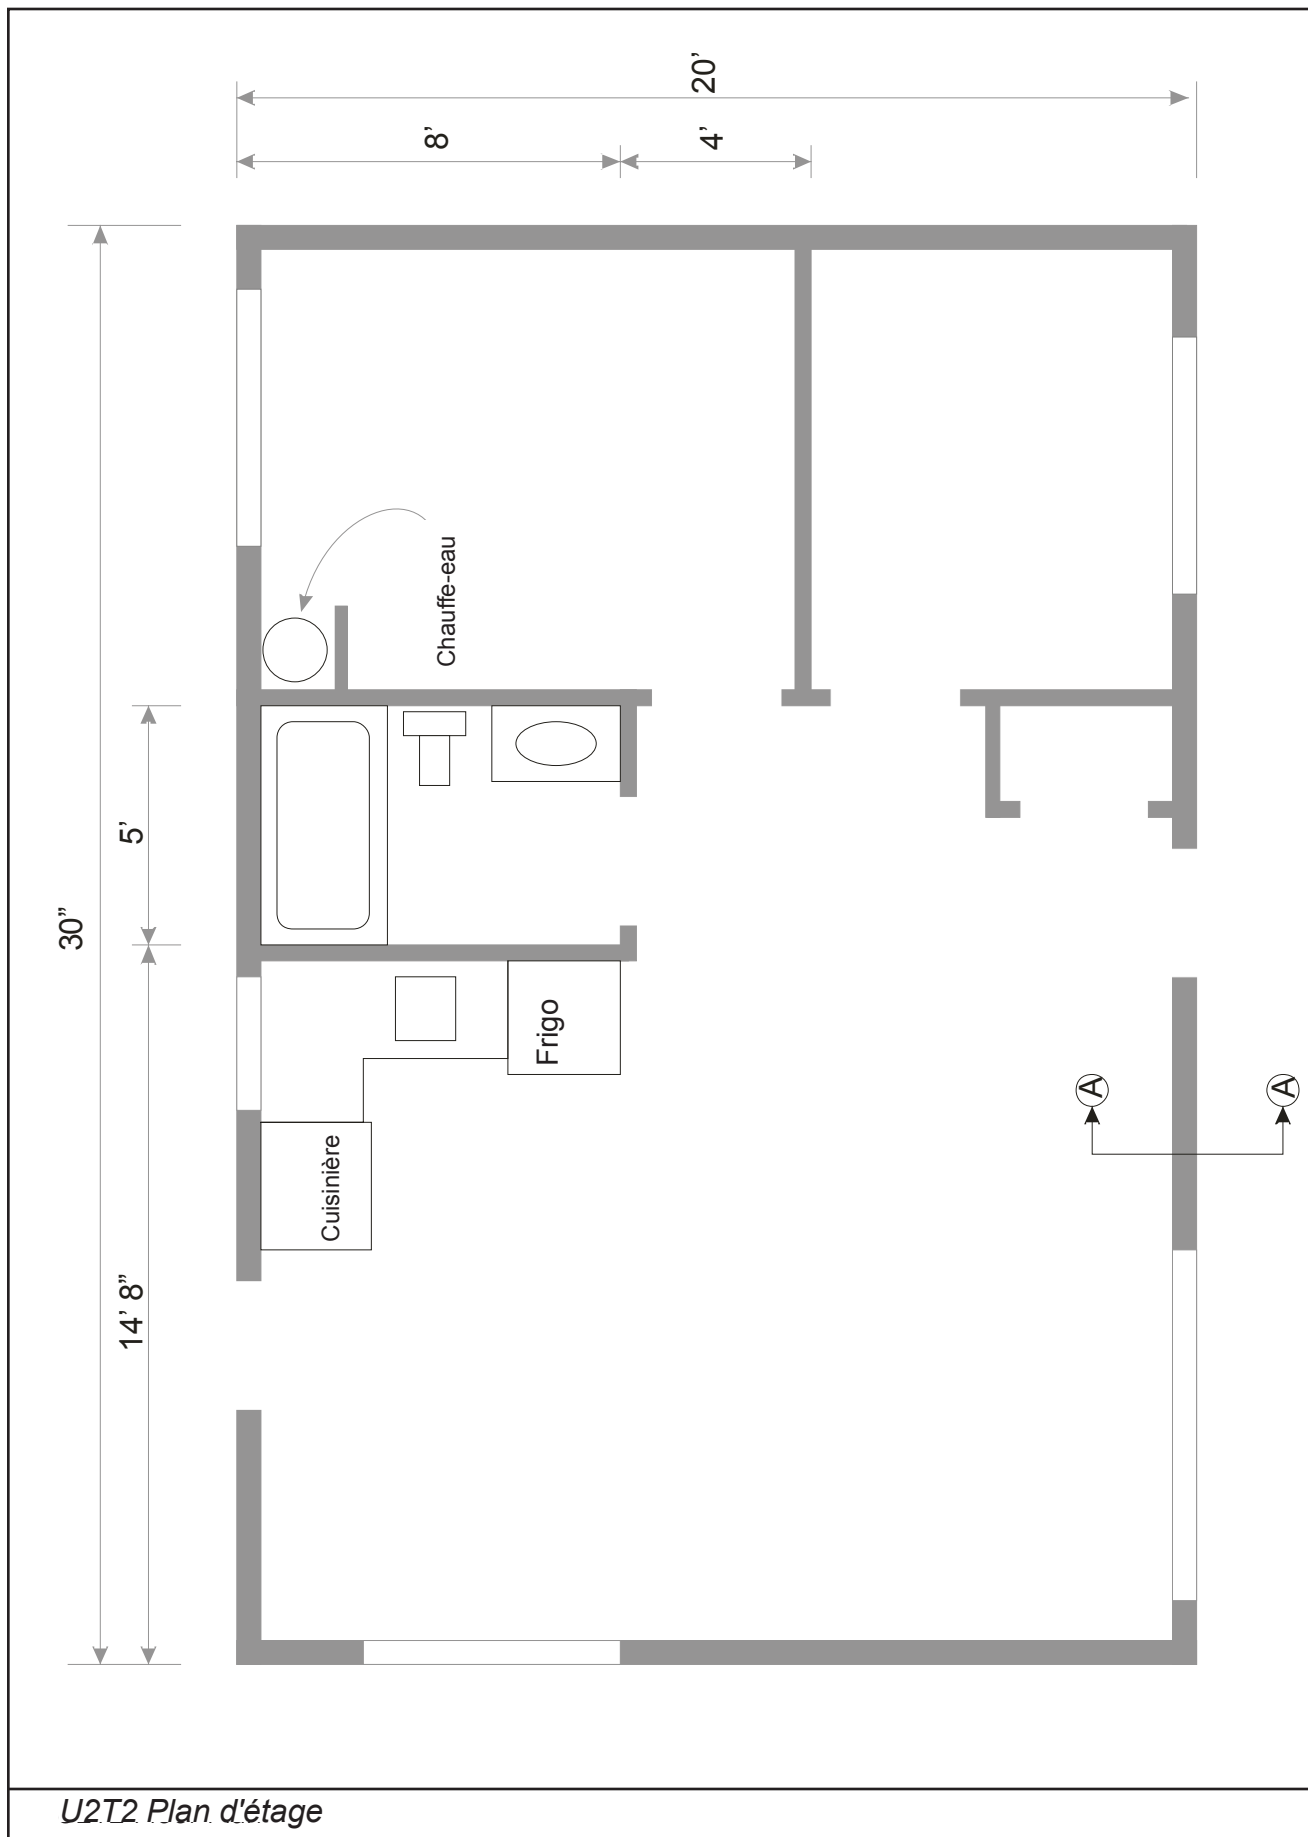 20’
8’
4’
30”
5’
14’ 8”
Chauffe-eau
Frigo
Cuisinière
A
A
U2T2 Plan d'étage